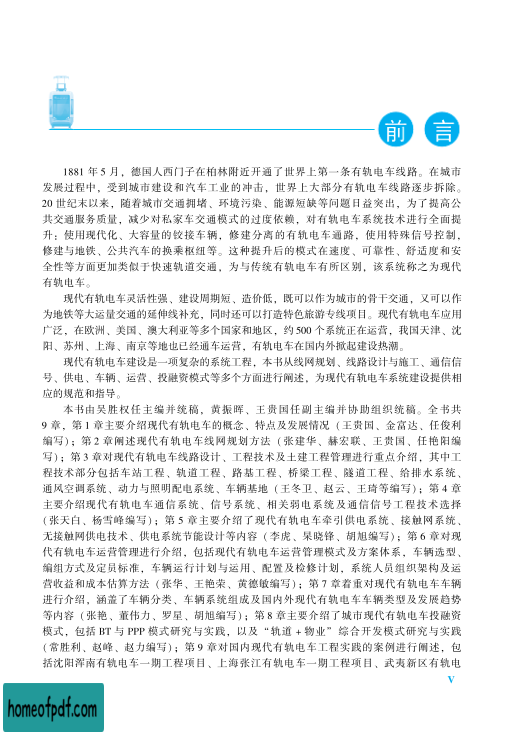 前言
1881 年 5 月，德国人西门子在柏林附近开通了世界上第一条有轨电车线路。在城市
发展过程中，受到城市建设和汽车工业的冲击，世界上大部分有轨电车线路逐步拆除。
20 世纪末以来，随着城市交通拥堵、环境污染、能源短缺等问题日益突出，为了提高公
共交通服务质量，减少对私家车交通模式的过度依赖，对有轨电车系统技术进行全面提
升；使用现代化、大容量的铰接车辆，修建分离的有轨电车通路，使用特殊信号控制，
修建与地铁、公共汽车的换乘枢纽等。这种提升后的模式在速度、可靠性、舒适度和安
全性等方面更加类似于快速轨道交通，为与传统有轨电车有所区别，该系统称之为现代
有轨电车。
现代有轨电车灵活性强、建设周期短、造价低，既可以作为城市的骨干交通，又可以作
为地铁等大运量交通的延伸线补充，同时还可以打造特色旅游专线项目。现代有轨电车应用
广泛，在欧洲、美国、澳大利亚等多个国家和地区，约 500 个系统正在运营，我国天津、沈
阳、苏州、上海、南京等地也已经通车运营，有轨电车在国内外掀起建设热潮。
现代有轨电车建设是一项复杂的系统工程，本书从线网规划、线路设计与施工、通信信
号、供电、车辆、运营、投融资模式等多个方面进行阐述，为现代有轨电车系统建设提供相
应的规范和指导。
本书由吴胜权任主编并统稿，黄振晖、王贵国任副主编并协助组织统稿。全书共
9 章，第 1 章主要介绍现代有轨电车的概念、特点及发展情况（王贵国、金富达、任俊利
编写）；第 2 章阐述现代有轨电车线网规划方法（张建华、赫宏联、王贵国、任艳阳编
写）；第 3 章对现代有轨电车线路设计、工程技术及土建工程管理进行重点介绍，其中工
程技术部分包括车站工程、轨道工程、路基工程、桥梁工程、隧道工程、给排水系统、
通风空调系统、动力与照明配电系统、车辆基地（王冬卫、赵云、王琦等编写）；第 4 章
主要介绍现代有轨电车通信系统、信号系统、相关弱电系统及通信信号工程技术选择
（张天白、杨雪峰编写）；第 5 章主要介绍了现代有轨电车牵引供电系统、接触网系统、
无接触网供电技术、供电系统节能设计等内容（李虎、杲晓锋、胡旭编写）；第 6 章对现
代有轨电车运营管理进行介绍，包括现代有轨电车运营管理模式及方案体系，车辆选型、
编组方式及定员标准，车辆运行计划与运用、配置及检修计划，系统人员组织架构及运
营收益和成本估算方法（张华、王艳荣、黄德敏编写）；第 7 章着重对现代有轨电车车辆
进行介绍，涵盖了车辆分类、车辆系统组成及国内外现代有轨电车车辆类型及发展趋势
等内容（张艳、董伟力、罗星、胡旭编写）；第 8 章主要介绍了城市现代有轨电车投融资
模式，包括 BT 与 PPP 模式研究与实践，以及“轨道 + 物业”综合开发模式研究与实践
（常胜利、赵峰、赵力编写）；第 9 章对国内现代有轨电车工程实践的案例进行阐述，包
括沈阳浑南有轨电车一期工程项目、上海张江有轨电车一期工程项目、武夷新区有轨电
V
homeofpdf.com